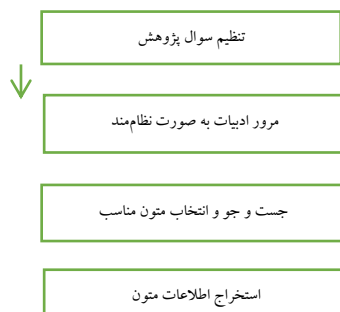 تنظیم سوال پژوهش
مرور ادبیات به صورت نظام‌مند
جست و جو و انتخاب متون مناسب
استخراج اطلاعات متون